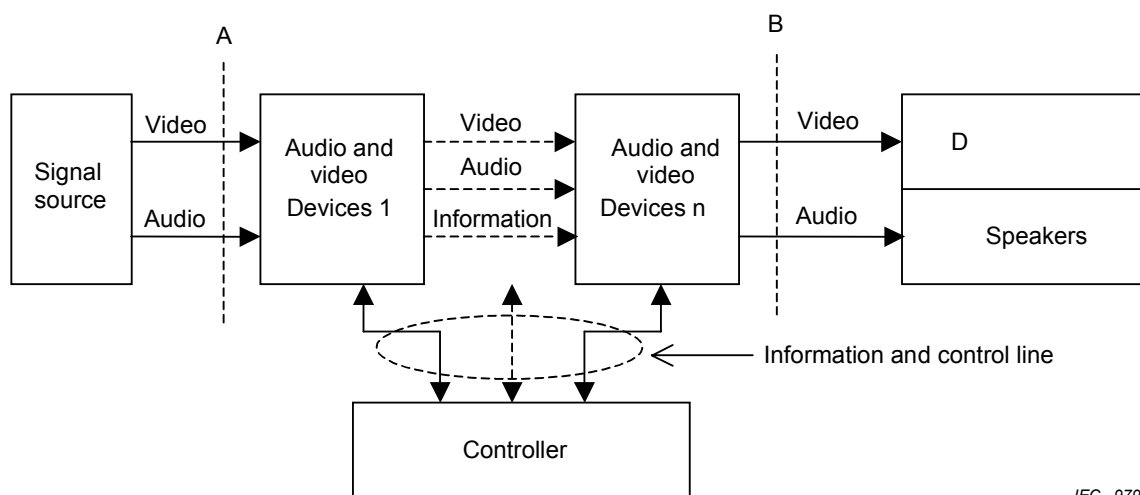 A
B
Signal
source
Video
Audio
Audio and
video
Devices 1
Video
Audio
Information
Audio and
video
Devices n
Video
Audio
D
Speakers
Information and control line
Controller